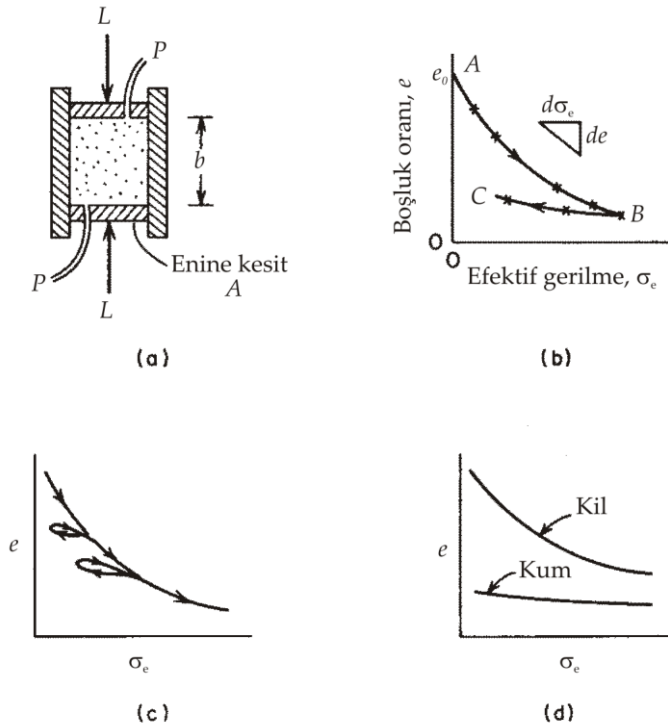 L
P
b
P
Enine kesit
A
L
(a)
Boşluk oranı, e
e₀ A
dσₑ
de
C
B
0
0
Efektif gerilme, σₑ
(b)
e
σₑ
(c)
e
Kil
Kum
σₑ
(d)